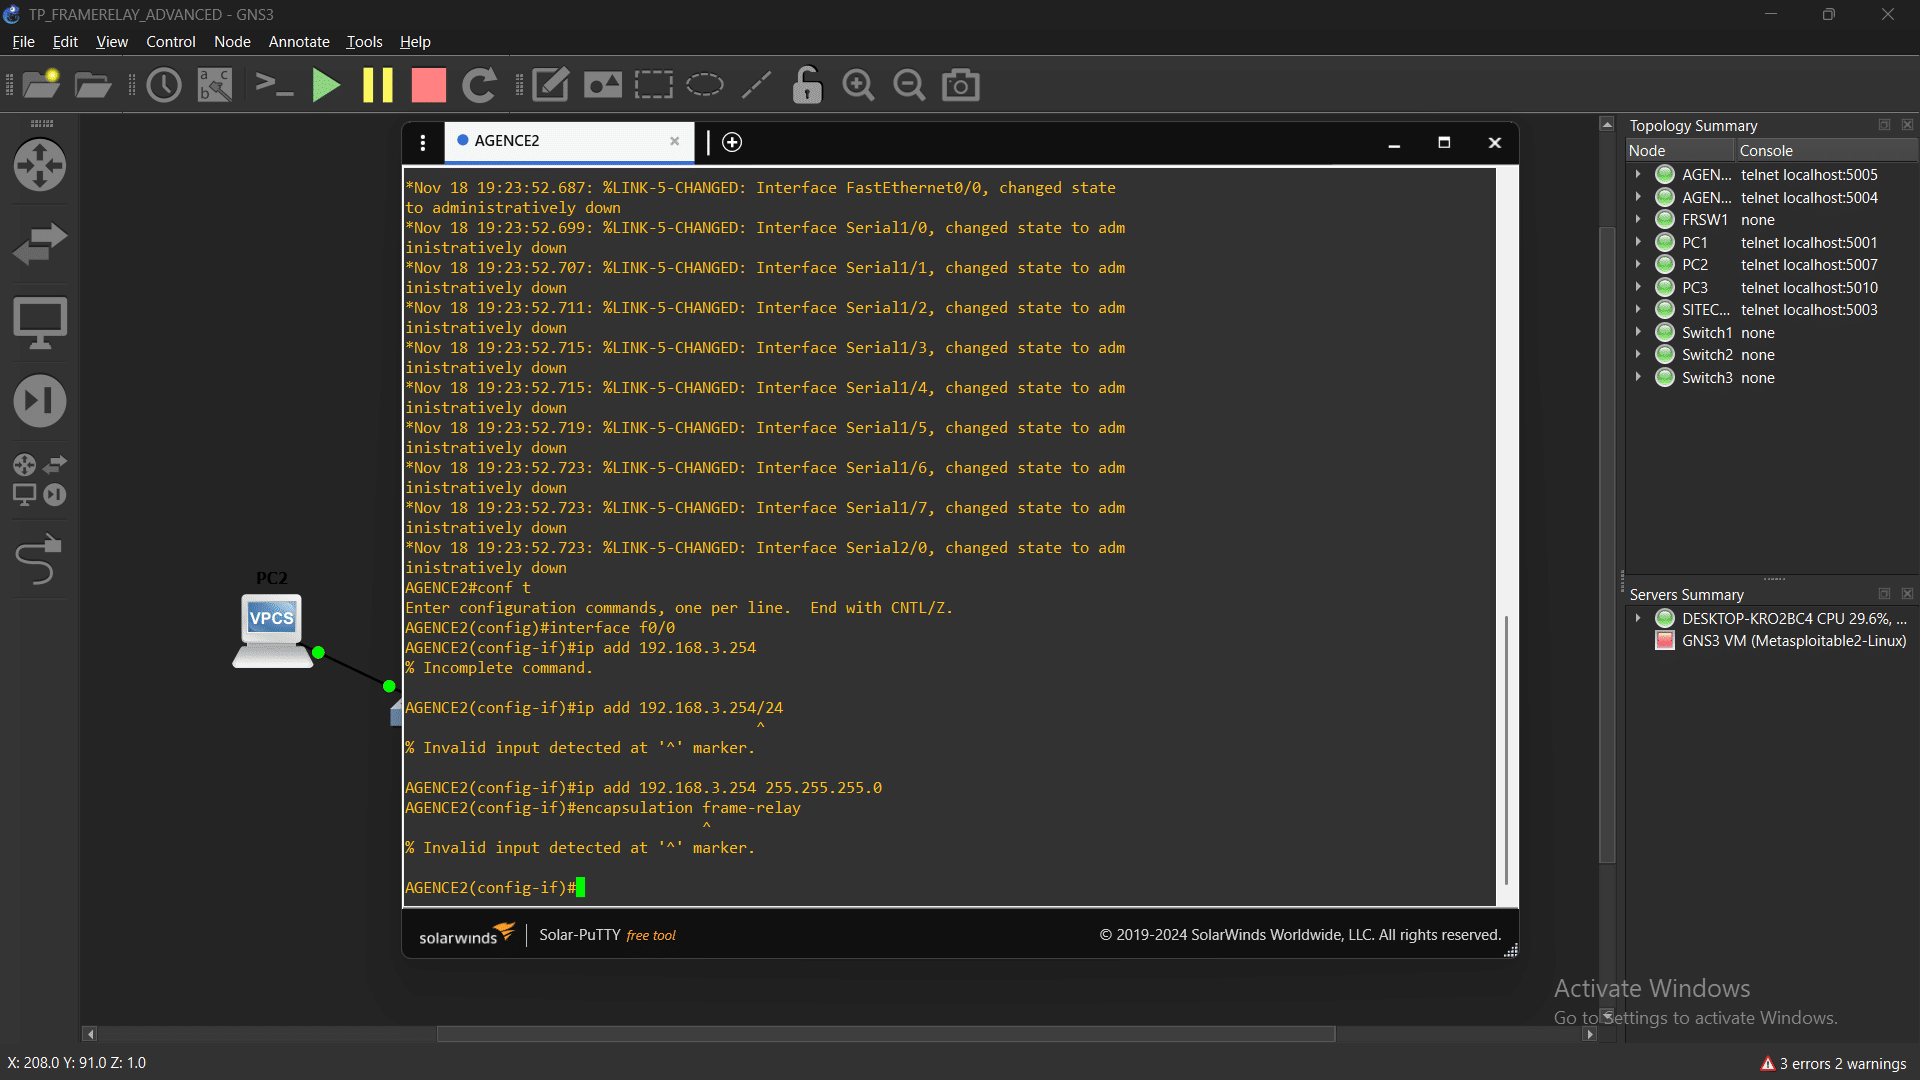 TP_FRAMERELAY_ADVANCED - GNS3
File Edit View Control Node Annotate Tools Help
AGENCE2
*Nov 18 19:23:52.687: %LINK-5-CHANGED: Interface FastEthernet0/0, changed state
to administratively down
*Nov 18 19:23:52.699: %LINK-5-CHANGED: Interface Serial1/0, changed state to adm
inistratively down
*Nov 18 19:23:52.707: %LINK-5-CHANGED: Interface Serial1/1, changed state to adm
inistratively down
*Nov 18 19:23:52.711: %LINK-5-CHANGED: Interface Serial1/2, changed state to adm
inistratively down
*Nov 18 19:23:52.715: %LINK-5-CHANGED: Interface Serial1/3, changed state to adm
inistratively down
*Nov 18 19:23:52.715: %LINK-5-CHANGED: Interface Serial1/4, changed state to adm
inistratively down
*Nov 18 19:23:52.719: %LINK-5-CHANGED: Interface Serial1/5, changed state to adm
inistratively down
*Nov 18 19:23:52.723: %LINK-5-CHANGED: Interface Serial1/6, changed state to adm
inistratively down
*Nov 18 19:23:52.723: %LINK-5-CHANGED: Interface Serial1/7, changed state to adm
inistratively down
*Nov 18 19:23:52.723: %LINK-5-CHANGED: Interface Serial2/0, changed state to adm
inistratively down
AGENCE2#conf t
Enter configuration commands, one per line.  End with CNTL/Z.
AGENCE2(config)#interface f0/0
AGENCE2(config-if)#ip add 192.168.3.254
% Incomplete command.
AGENCE2(config-if)#ip add 192.168.3.254/24
^
% Invalid input detected at '^' marker.
AGENCE2(config-if)#ip add 192.168.3.254 255.255.255.0
AGENCE2(config-if)#encapsulation frame-relay
^
% Invalid input detected at '^' marker.
AGENCE2(config-if)#
solarwinds
Solar-PuTTY free tool
© 2019-2024 SolarWinds Worldwide, LLC. All rights reserved.
PC2
VPCS
Topology Summary
Node Console
AGEN... telnet localhost:5005
AGEN... telnet localhost:5004
FRSW1 none
PC1 telnet localhost:5001
PC2 telnet localhost:5007
PC3 telnet localhost:5010
SITEC... telnet localhost:5003
Switch1 none
Switch2 none
Switch3 none
Servers Summary
DESKTOP-KRO2BC4 CPU 29.6%, ...
GNS3 VM (Metasploitable2-Linux)
Activate Windows
Go to Settings to activate Windows.
X: 208.0 Y: 91.0 Z: 1.0
3 errors 2 warnings